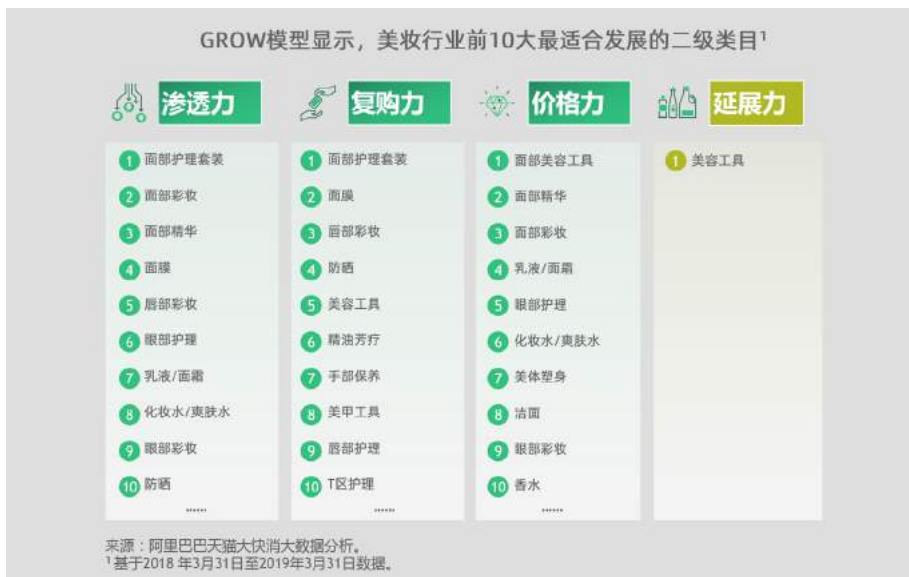 GROW模型显示，美妆行业前10大最适合发展的二级类目¹
渗透力
1 面部护理套装
2 面部彩妆
3 面部精华
4 面膜
5 唇部彩妆
6 眼部护理
7 乳液/面霜
8 化妆水/爽肤水
9 眼部彩妆
10 防晒
......
复购力
1 面部护理套装
2 面膜
3 唇部彩妆
4 防晒
5 美容工具
6 精油芳疗
7 手部保养
8 美甲工具
9 唇部护理
10 T区护理
......
价格力
1 面部美容工具
2 面部精华
3 面部彩妆
4 乳液/面霜
5 眼部护理
6 化妆水/爽肤水
7 美体塑身
8 洁面
9 眼部彩妆
10 香水
......
延展力
1 美容工具
来源：阿里巴巴天猫大快消大数据分析。
¹基于2018 年3月31日至2019年3月31日数据。